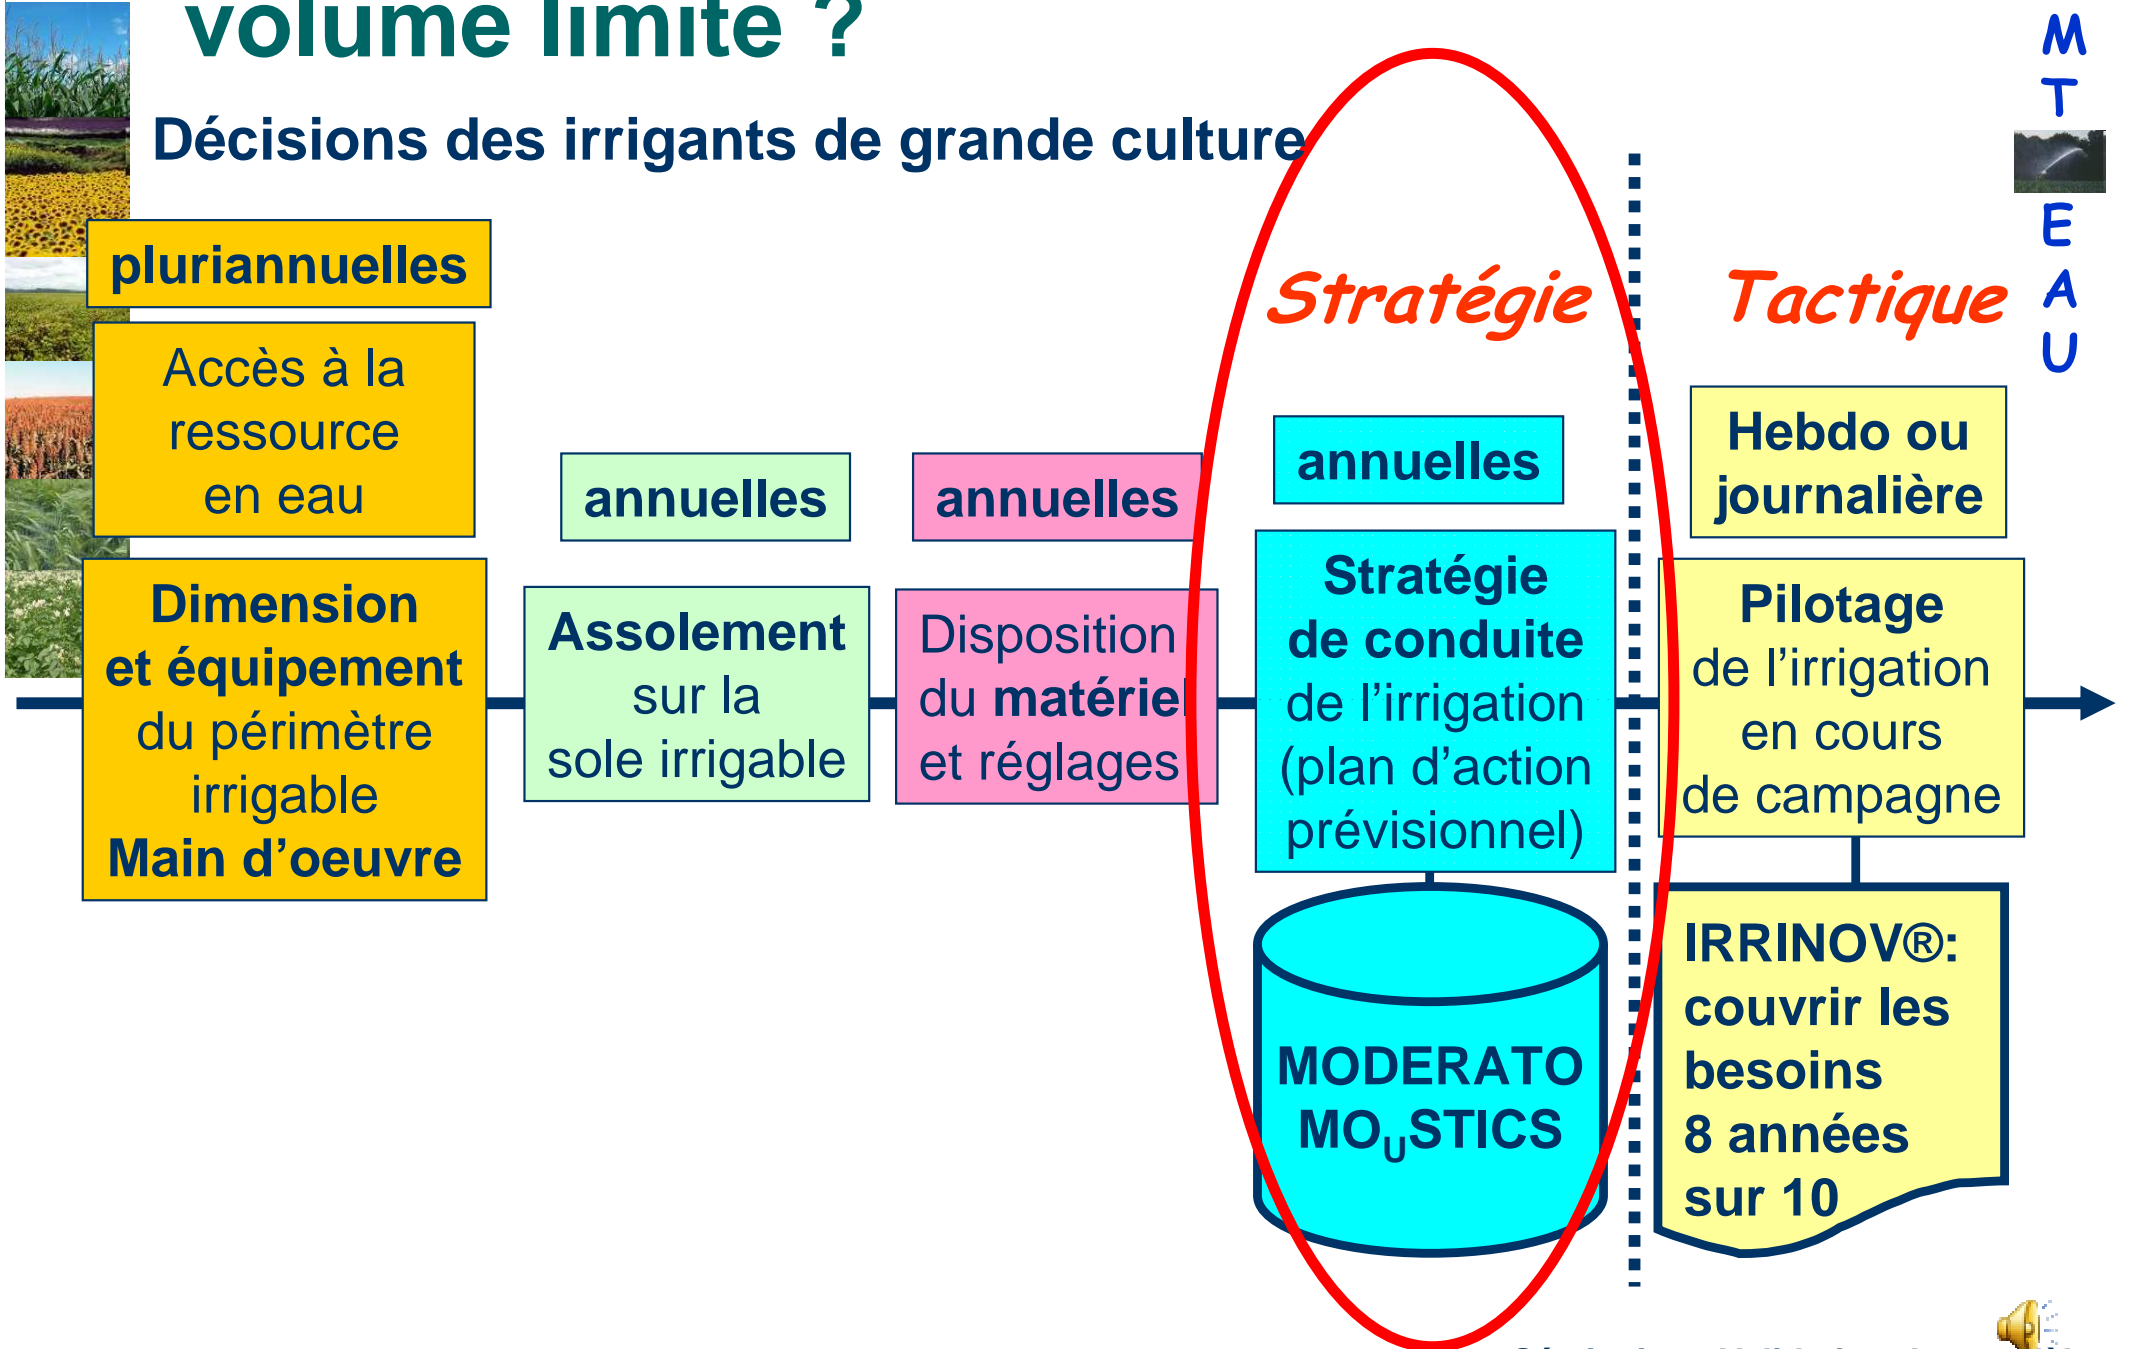 volume limite ?
Décisions des irrigants de grande culture
M
T
E
A
U
pluriannuelles
Accès à la
ressource
en eau
Dimension
et équipement
du périmètre
irrigable
Main d’oeuvre
annuelles
Assolement
sur la
sole irrigable
annuelles
Disposition
du matériel
et réglages
Stratégie
annuelles
Stratégie
de conduite
de l’irrigation
(plan d’action
prévisionnel)
MODERATO
MOUSTICS
Tactique
Hebdo ou
journalière
Pilotage
de l’irrigation
en cours
de campagne
IRRINOV®:
couvrir les
besoins
8 années
sur 10